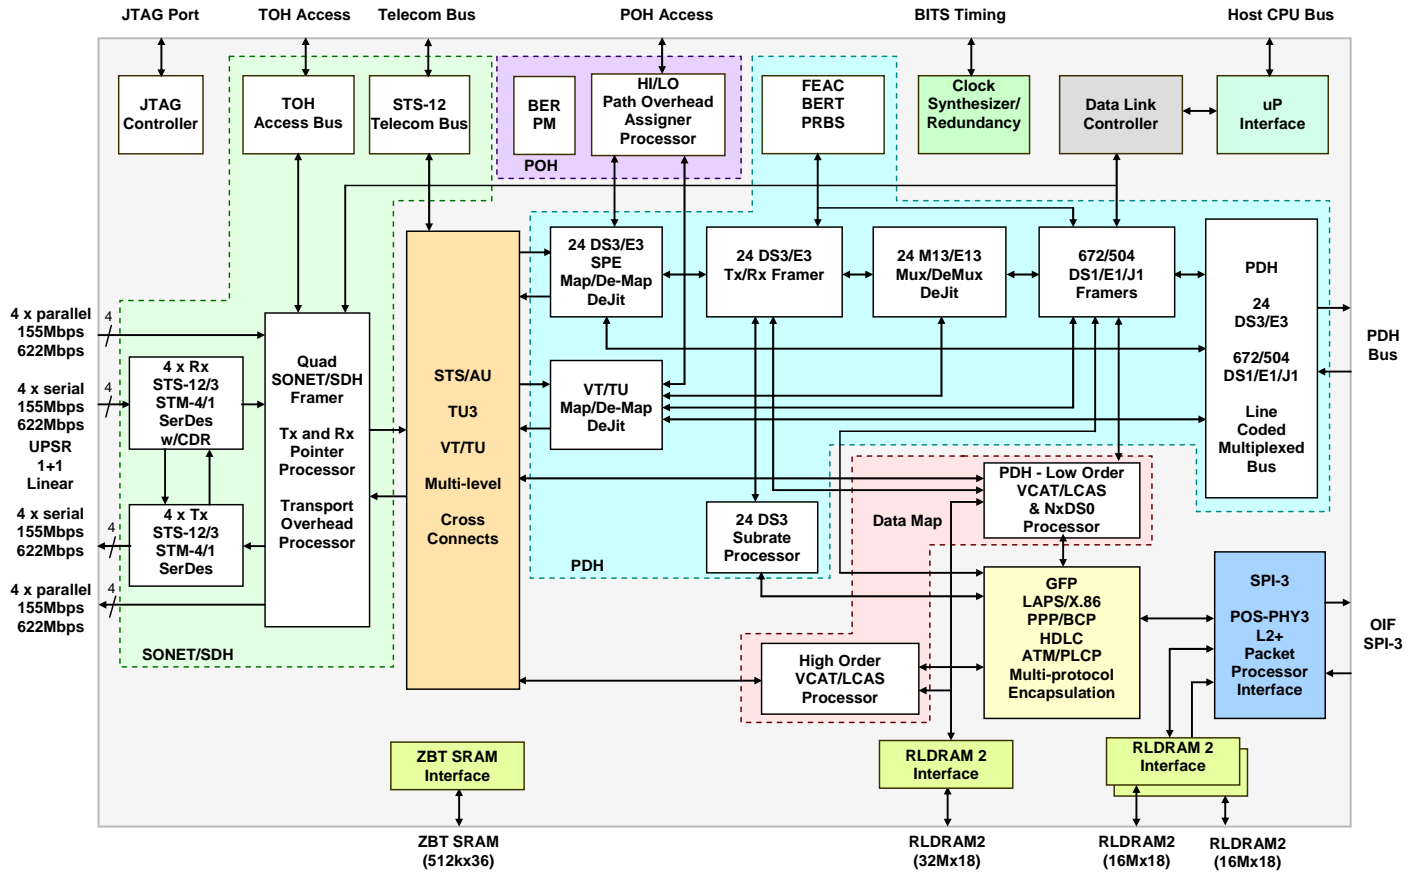 JTAG Port
TOH Access
Telecom Bus
POH Access
BITS Timing
Host CPU Bus
JTAG
Controller
TOH
Access Bus
STS-12
Telecom Bus
BER
PM
POH
HI/LO
Path Overhead
Assigner
Processor
FEAC
BERT
PRBS
Clock
Synthesizer/
Redundancy
Data Link
Controller
uP
Interface
24 DS3/E3
SPE
Map/De-Map
DeJit
24 DS3/E3
Tx/Rx Framer
24 M13/E13
Mux/DeMux
DeJit
672/504
DS1/E1/J1
Framers
PDH
24
DS3/E3
672/504
DS1/E1/J1
Line
Coded
Multiplexed
Bus
PDH
Bus
4 x parallel
155Mbps
622Mbps
4
4 x serial
155Mbps
622Mbps
4
UPSR
1+1
Linear
4 x serial
155Mbps
622Mbps
4
4 x parallel
155Mbps
622Mbps
4
4 x Rx
STS-12/3
STM-4/1
SerDes
w/CDR
4 x Tx
STS-12/3
STM-4/1
SerDes
Quad
SONET/SDH
Framer
Tx and Rx
Pointer
Processor
Transport
Overhead
Processor
SONET/SDH
STS/AU
TU3
VT/TU
Multi-level
Cross
Connects
VT/TU
Map/De-Map
DeJit
24 DS3
Subrate
Processor
PDH
Data Map
PDH - Low Order
VCAT/LCAS
& NxDS0
Processor
High Order
VCAT/LCAS
Processor
GFP
LAPS/X.86
PPP/BCP
HDLC
ATM/PLCP
Multi-protocol
Encapsulation
SPI-3
POS-PHY3
L2+
Packet
Processor
Interface
OIF
SPI-3
ZBT SRAM
Interface
RLDRAM 2
Interface
RLDRAM 2
Interface
ZBT SRAM
(512kx36)
RLDRAM2
(32Mx18)
RLDRAM2
(16Mx18)
RLDRAM2
(16Mx18)